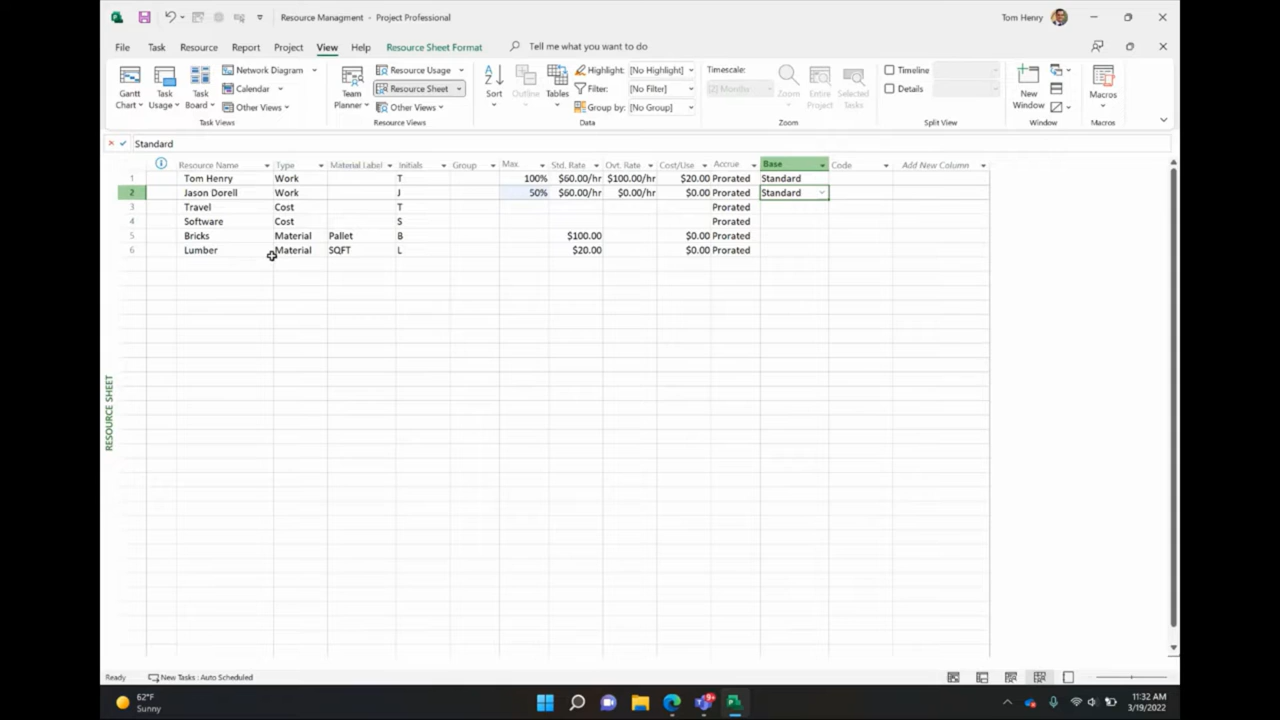 Resource Managment - Project Professional
Tom Henry
File Task Resource Report Project View Help Resource Sheet Format Tell me what you want to do
Gantt Chart
Task Usage
Task Board
Network Diagram
Calendar
Other Views
Task Views
Team Planner
Resource Usage
Resource Sheet
Other Views
Resource Views
Sort
Outline
Tables
Highlight: [No Highlight]
Filter: [No Filter]
Group by: [No Group]
Data
Timescale:
[2] Months
Zoom
Entire Project
Selected Tasks
Zoom
Timeline
Details
Split View
New Window
Window
Macros
Macros
Standard
Resource Name Type Material Label Initials Group Max. Std. Rate Ovt. Rate Cost/Use Accrue Base Code Add New Column
1 Tom Henry Work T 100% $60.00/hr $100.00/hr $20.00 Prorated Standard
2 Jason Dorell Work J 50% $60.00/hr $0.00/hr $0.00 Prorated Standard
3 Travel Cost T Prorated
4 Software Cost S Prorated
5 Bricks Material Pallet B $100.00 $0.00 Prorated
6 Lumber Material SQFT L $20.00 $0.00 Prorated
RESOURCE SHEET
Ready New Tasks : Auto Scheduled
62°F
Sunny
11:32 AM
3/19/2022